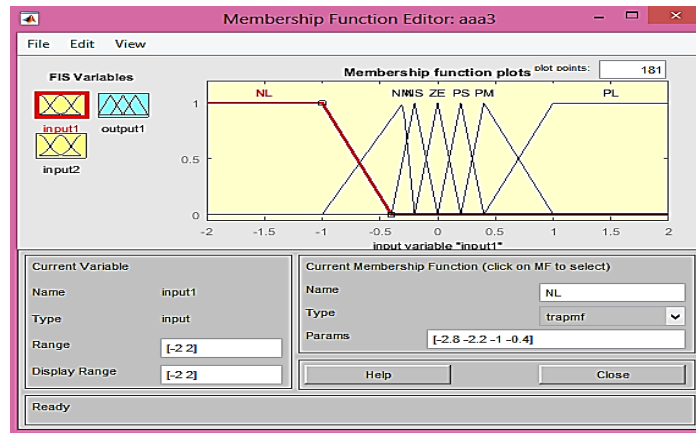 Membership Function Editor: aaa3
File Edit View
FIS Variables
input1
output1
input2
Membership function plots
plot points:
181
NL NM NS ZE PS PM PL
1
0.5
0
-2 -1.5 -1 -0.5 0 0.5 1 1.5 2
input variable "input1"
Current Variable
Name input1
Type input
Range [-2 2]
Display Range [-2 2]
Current Membership Function (click on MF to select)
Name NL
Type trapmf
Params [-2.8 -2.2 -1 -0.4]
Help Close
Ready